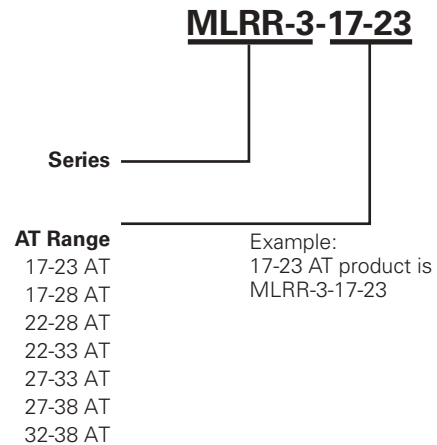 MLRR-3-17-23
Series
AT Range
17-23 AT
17-28 AT
22-28 AT
22-33 AT
27-33 AT
27-38 AT
32-38 AT
Example:
17-23 AT product is
MLRR-3-17-23